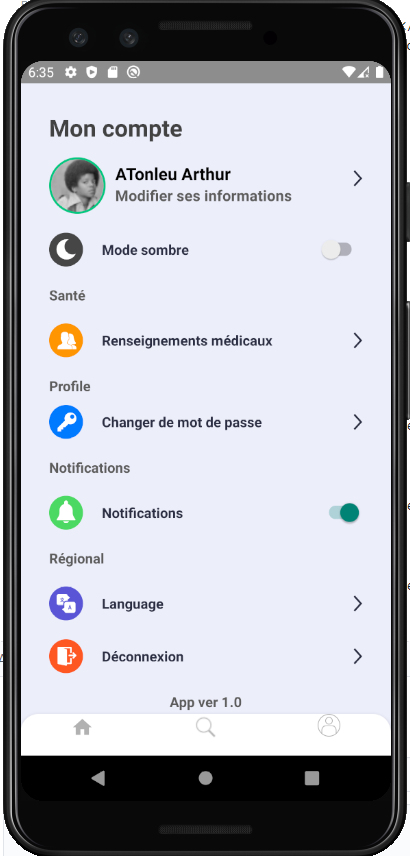 6:35
Mon compte
ATonleu Arthur
Modifier ses informations
Mode sombre
Santé
Renseignements médicaux
Profile
Changer de mot de passe
Notifications
Notifications
Régional
Language
Déconnexion
App ver 1.0